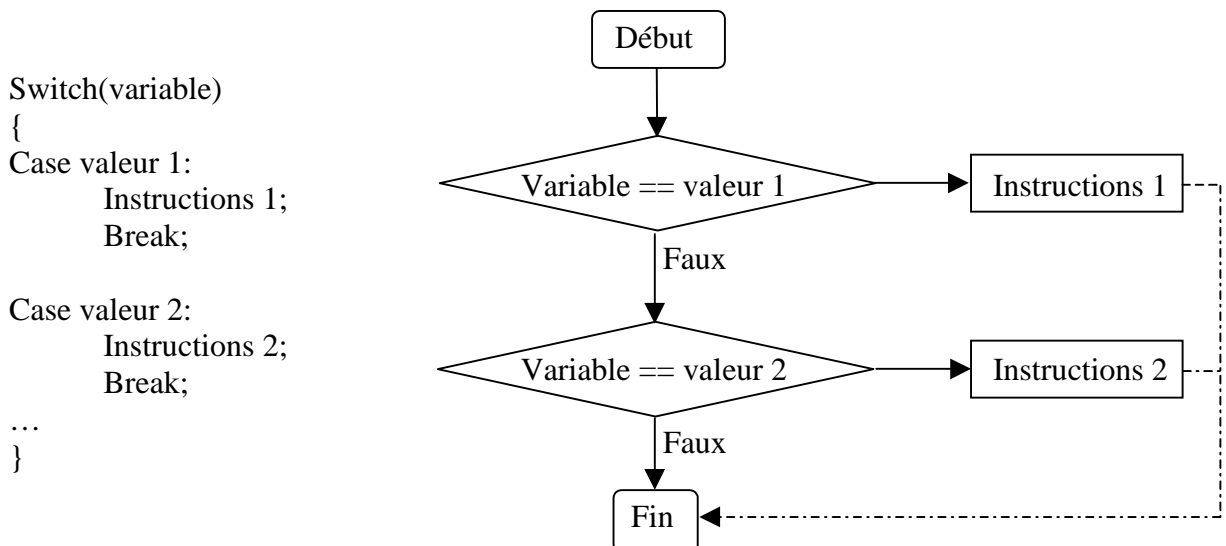 Switch(variable)
{
Case valeur 1:
Instructions 1;
Break;
Case valeur 2:
Instructions 2;
Break;
…
}
Début
Variable == valeur 1
Instructions 1
Faux
Variable == valeur 2
Instructions 2
Faux
Fin